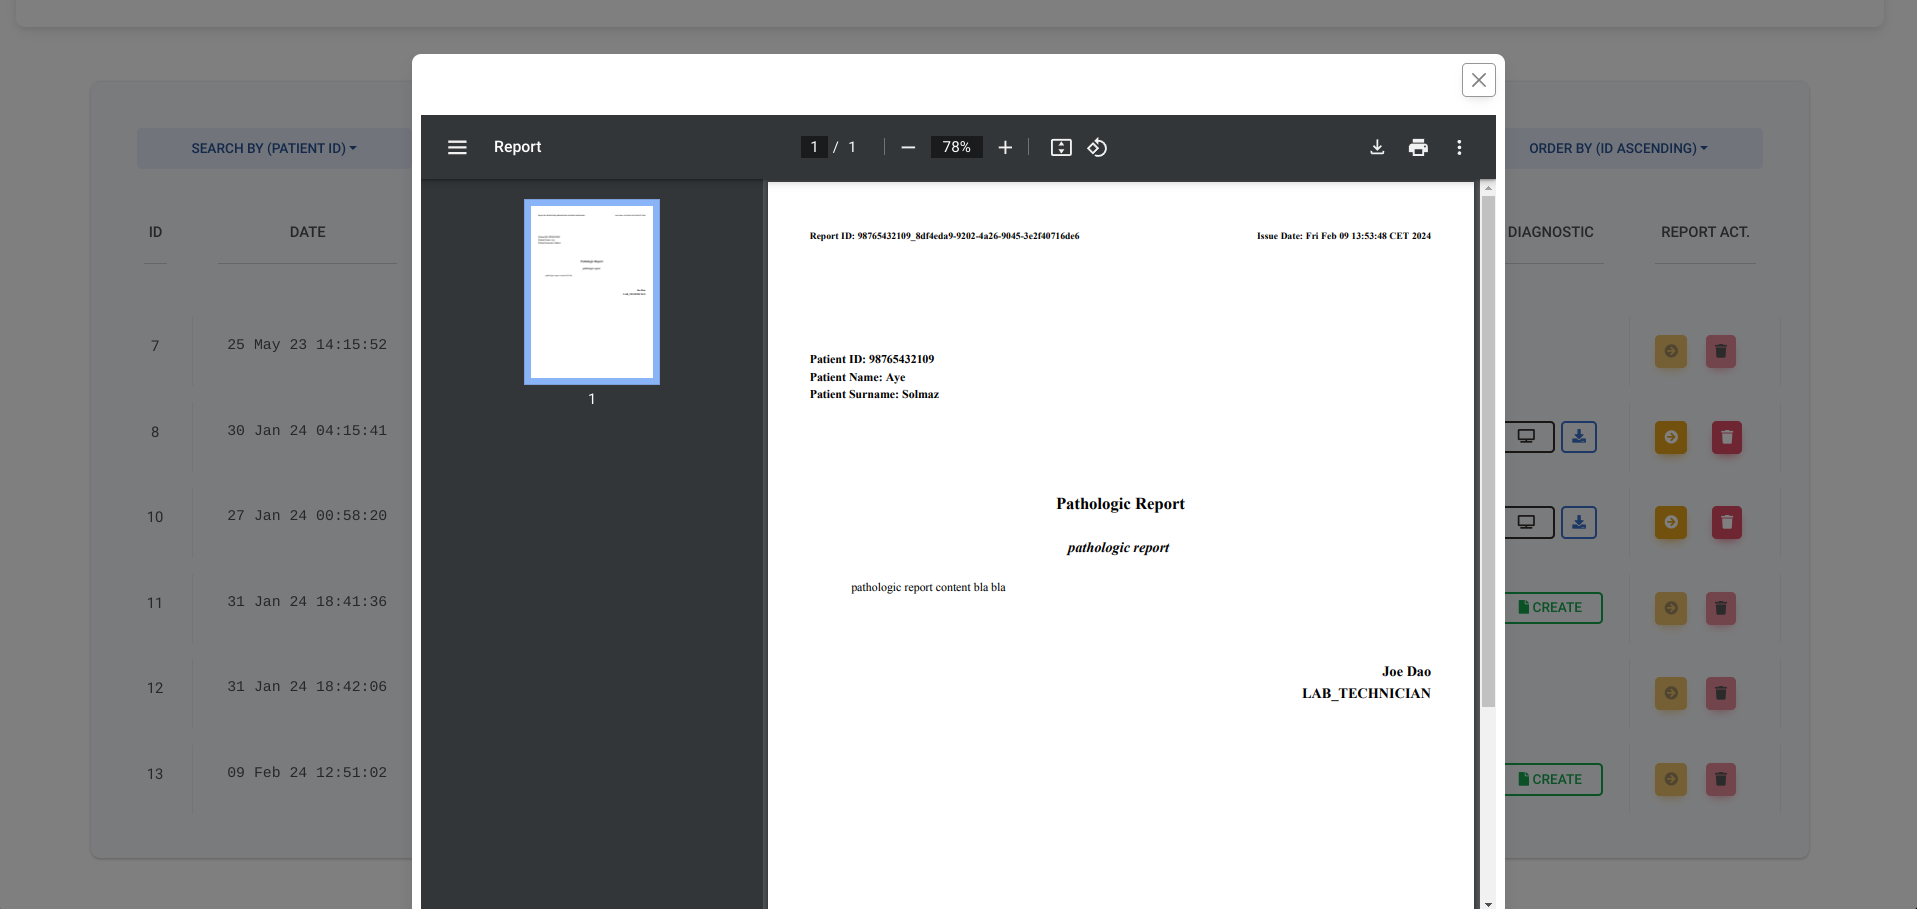 SEARCH BY (PATIENT ID)
ORDER BY (ID ASCENDING)
ID
DATE
DIAGNOSTIC
REPORT ACT.
7
25 May 23 14:15:52
8
30 Jan 24 04:15:41
10
27 Jan 24 00:58:20
11
31 Jan 24 18:41:36
CREATE
12
31 Jan 24 18:42:06
13
09 Feb 24 12:51:02
CREATE
Report
1 / 1
78%
1
Report ID: 98765432109_8df4eda9-9202-4a26-9045-3e2f40716de6
Issue Date: Fri Feb 09 13:53:48 CET 2024
Patient ID: 98765432109
Patient Name: Aye
Patient Surname: Solmaz
Pathologic Report
pathologic report
pathologic report content bla bla
Joe Dao
LAB_TECHNICIAN